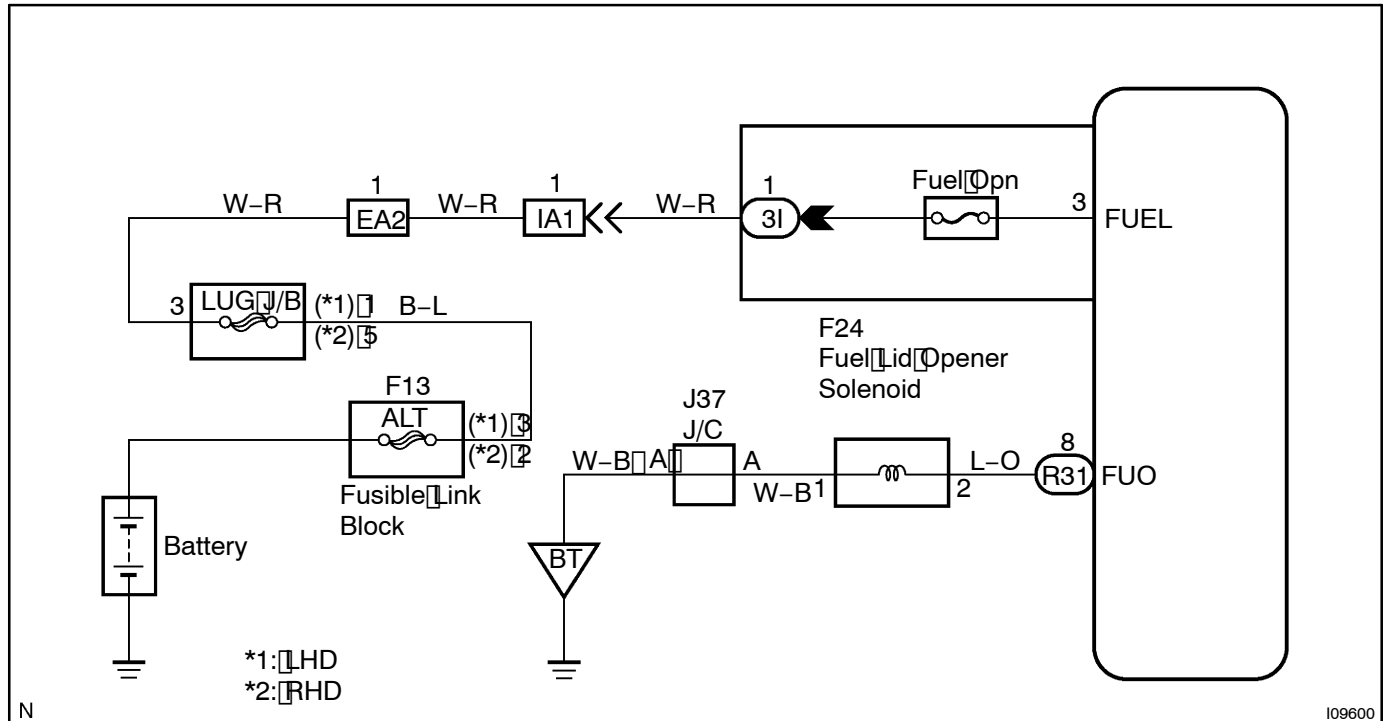 1
1
1
Fuel Opn
W–R
W–R
W–R
3
EA2
IA1
3I
FUEL
3
LUG J/B
(*1) 1
B–L
(*2) 5
F24
Fuel Lid Opener
Solenoid
F13
ALT
(*1) 3
(*2) 2
J37
J/C
8
W–B
A
A
L–O
R31
FUO
W–B
1
2
Fusible Link
Block
Battery
BT
*1: LHD
*2: RHD
N
I09600